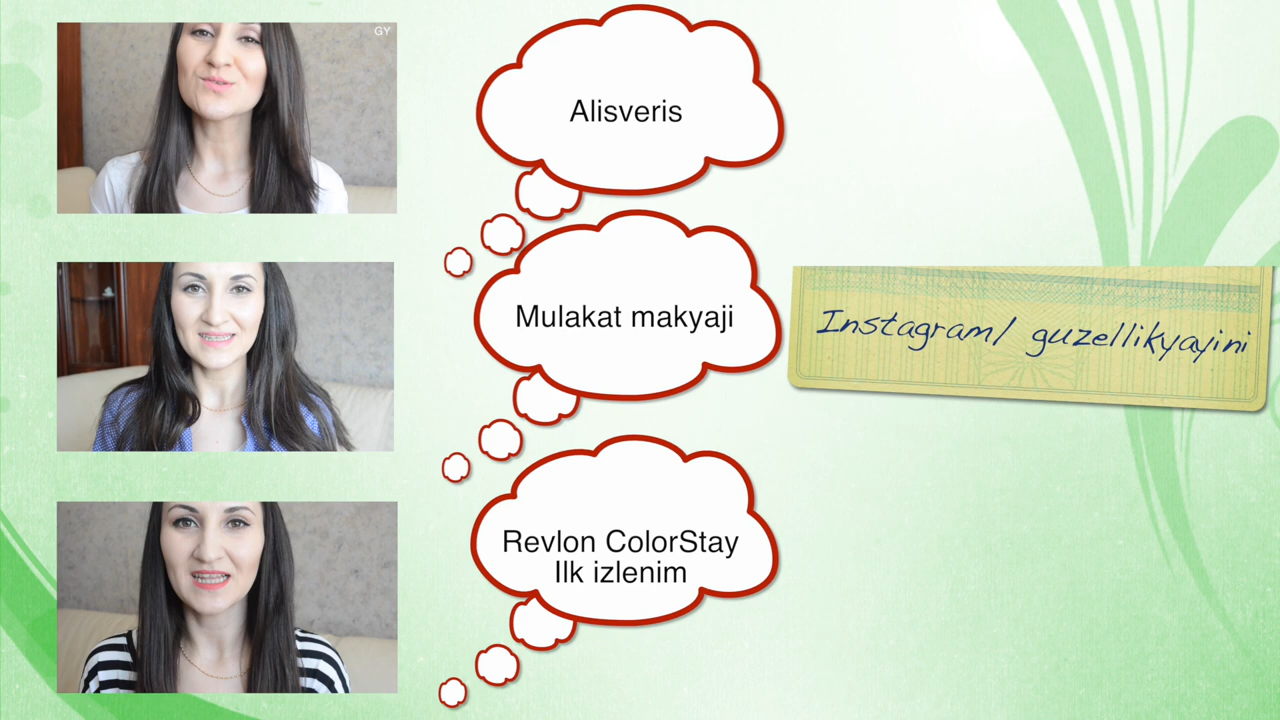 GY
Alisveris
Mulakat makyaji
Instagram/ guzellikyayini
Revlon ColorStay
Ilk izlenim